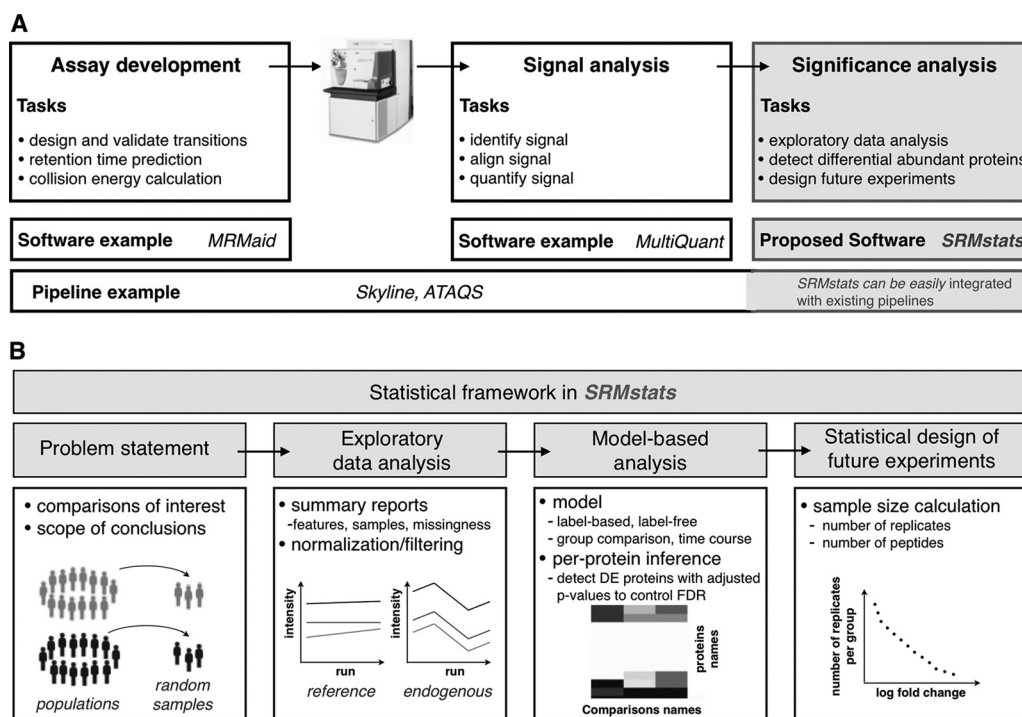 A
Assay development
Tasks
• design and validate transitions
• retention time prediction
• collision energy calculation
Signal analysis
Tasks
• identify signal
• align signal
• quantify signal
Significance analysis
Tasks
• exploratory data analysis
• detect differential abundant proteins
• design future experiments
Software example MRMaid
Software example MultiQuant
Proposed Software SRMstats
Pipeline example Skyline, ATAQS
SRMstats can be easily integrated
with existing pipelines
B
Statistical framework in SRMstats
Problem statement
Exploratory
data analysis
Model-based
analysis
Statistical design of
future experiments
• comparisons of interest
• scope of conclusions
populations
random
samples
• summary reports
-features, samples, missingness
• normalization/filtering
intensity
run
reference
intensity
run
endogenous
• model
- label-based, label-free
- group comparison, time course
• per-protein inference
- detect DE proteins with adjusted
p-values to control FDR
proteins
names
Comparisons names
• sample size calculation
- number of replicates
- number of peptides
number of replicates
per group
log fold change